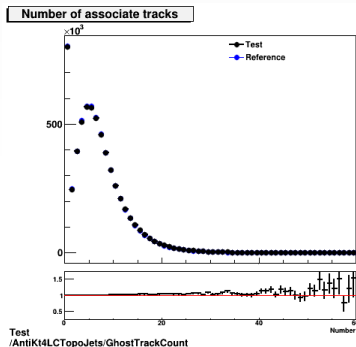 Number of associate tracks
×10³
Test
Reference
500
0
1.5
1
0.5
0 20 40 6
Number
Test
/AntiKt4LCTopoJets/GhostTrackCount